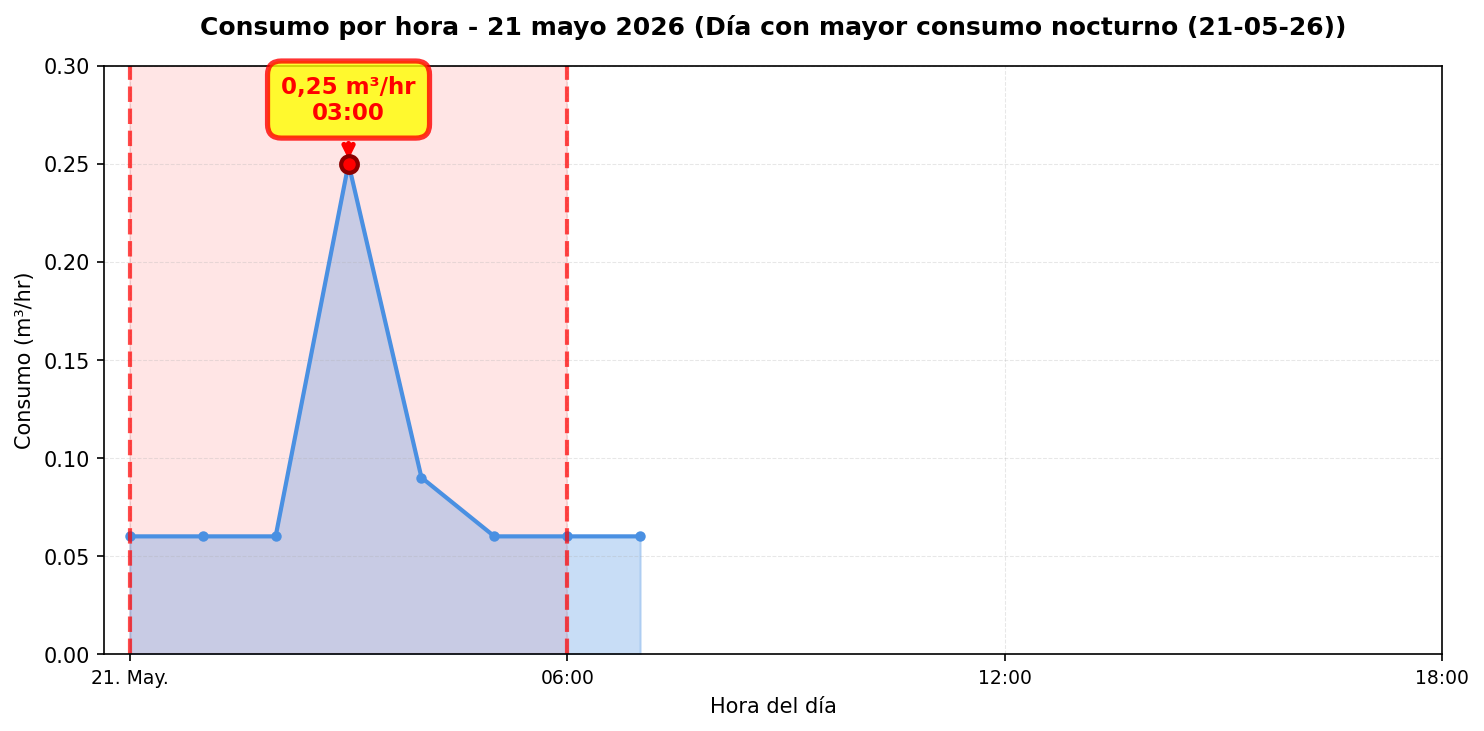 Consumo por hora - 21 mayo 2026 (Día con mayor consumo nocturno (21-05-26))
0,25 m³/hr
03:00
Consumo (m³/hr)
0.30
0.25
0.20
0.15
0.10
0.05
0.00
21. May.
06:00
12:00
18:00
Hora del día